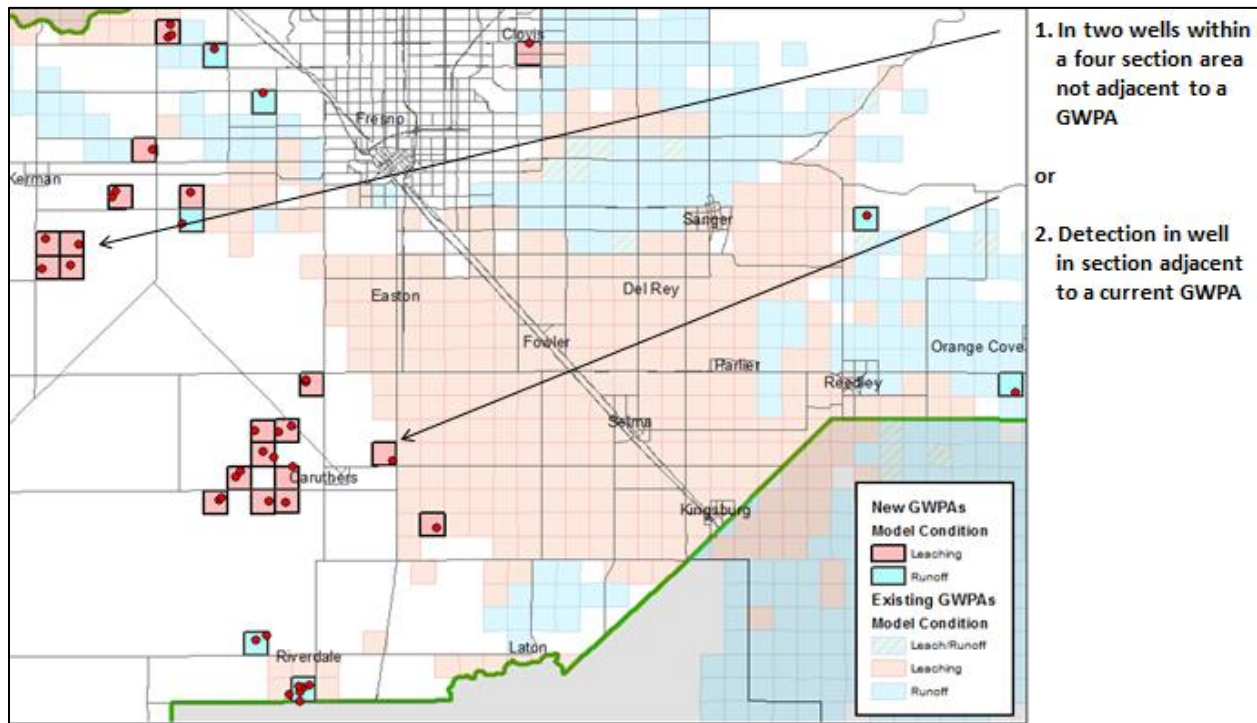 Clovis
Fresno
Kerman
Sanger
Easton
Del Rey
Fowler
Orange Cove
Parlier
Reedley
Selma
Caruthers
Kingsburg
Laton
Riverdale
New GWPAs
Model Condition
Leaching
Runoff
Existing GWPAs
Model Condition
Leach/Runoff
Leaching
Runoff
1. In two wells within
a four section area
not adjacent to a
GWPA
or
2. Detection in well
in section adjacent
to a current GWPA